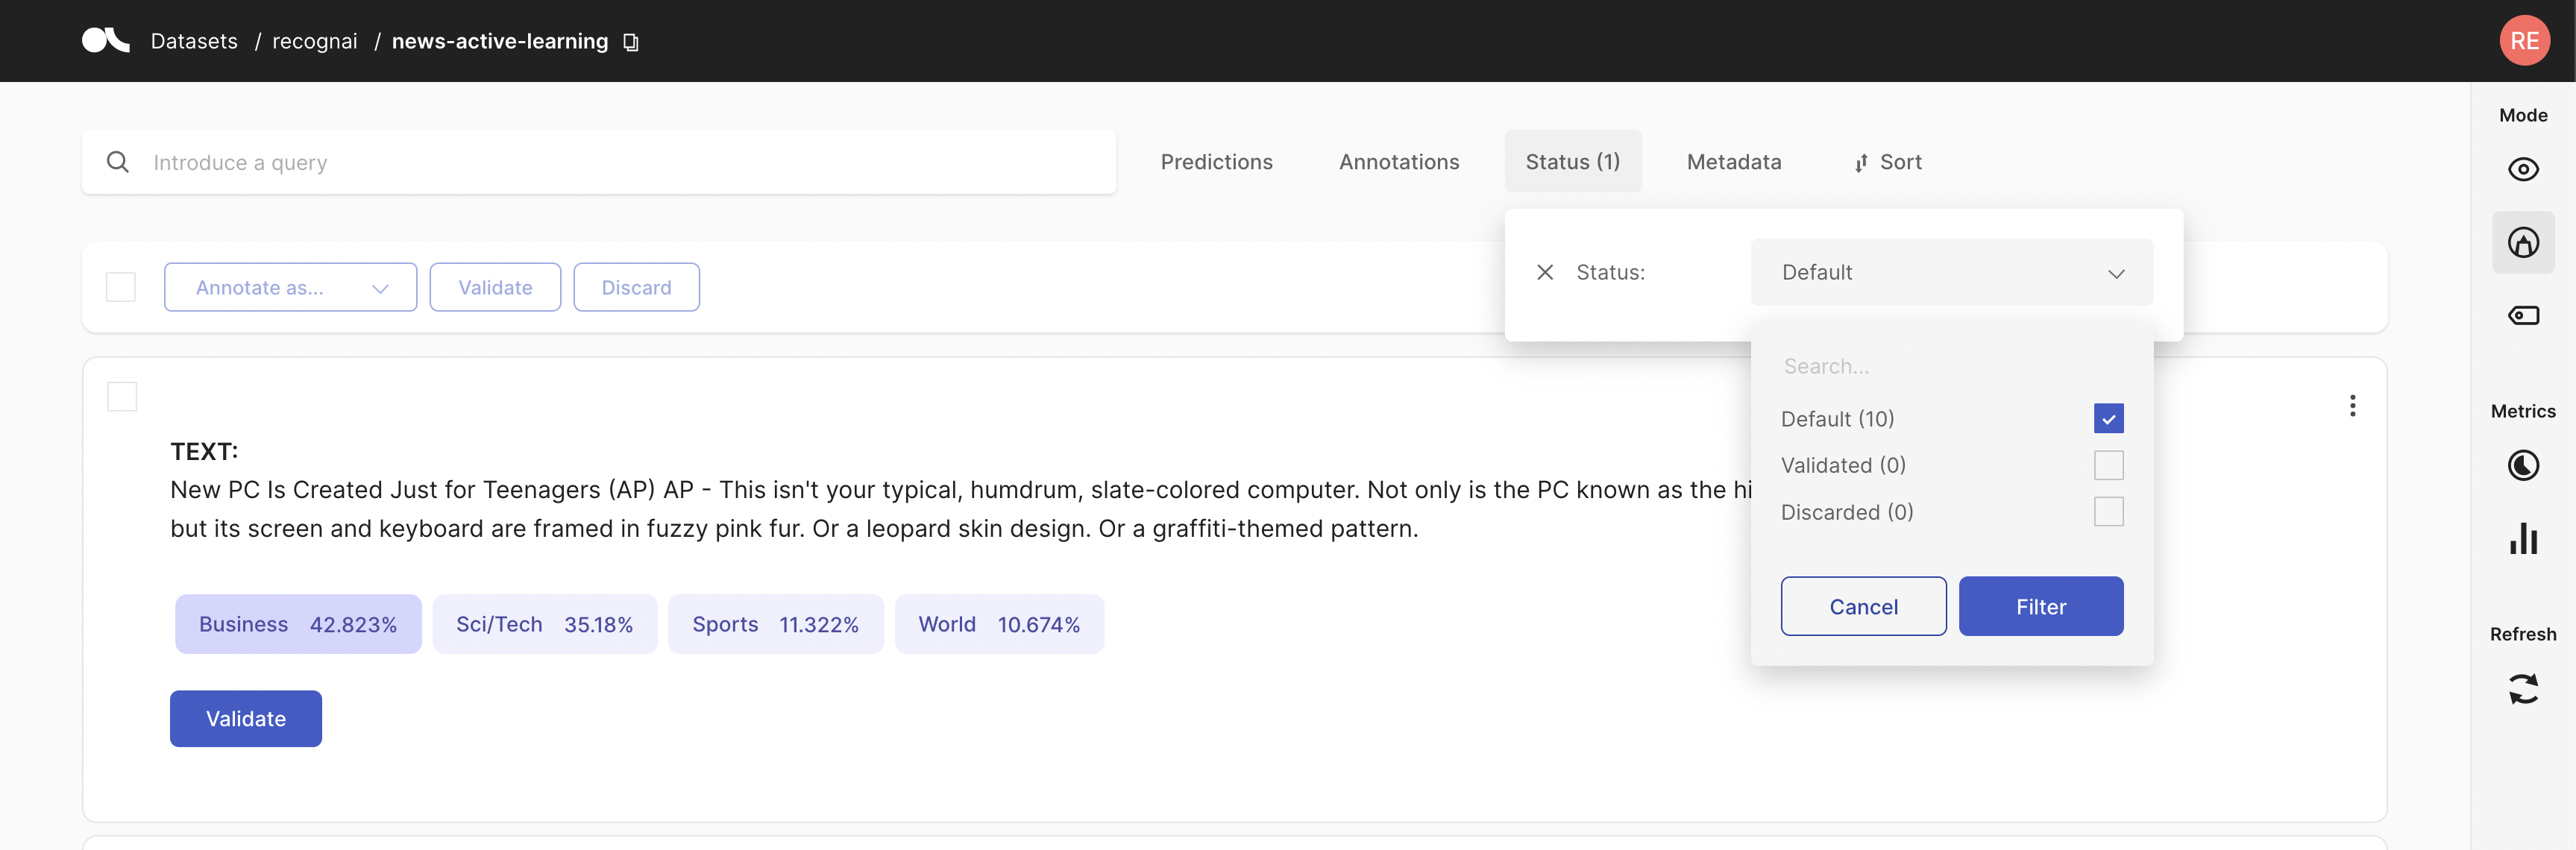 Datasets / recognai / news-active-learning
RE
Introduce a query
Predictions
Annotations
Status (1)
Metadata
Sort
Mode
Annotate as...
Validate
Discard
Status:
Default
Search...
Default (10)
Validated (0)
Discarded (0)
Cancel
Filter
TEXT:
New PC Is Created Just for Teenagers (AP) AP - This isn't your typical, humdrum, slate-colored computer. Not only is the PC known as the
but its screen and keyboard are framed in fuzzy pink fur. Or a leopard skin design. Or a graffiti-themed pattern.
Business 42.823%
Sci/Tech 35.18%
Sports 11.322%
World 10.674%
Validate
Metrics
Refresh